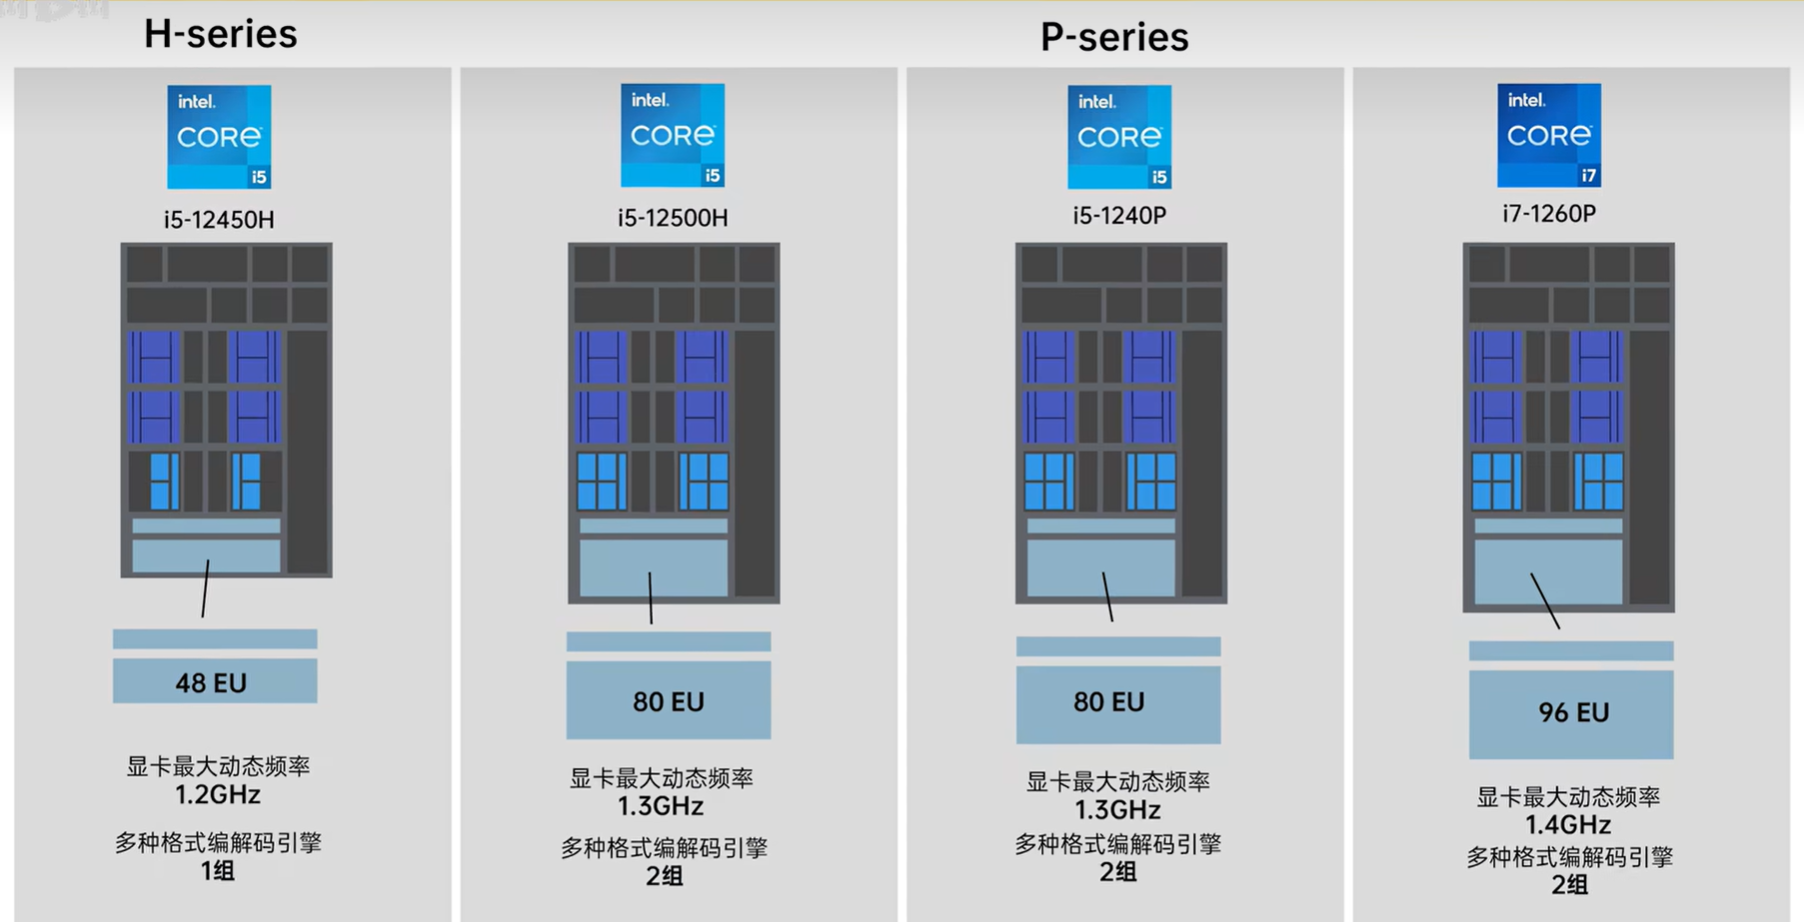 H-series
P-series
intel.
CORE
i5
i5-12450H
48 EU
显卡最大动态频率
1.2GHz
多种格式编解码引擎
1组
intel.
CORE
i5
i5-12500H
80 EU
显卡最大动态频率
1.3GHz
多种格式编解码引擎
2组
intel.
CORE
i5
i5-1240P
80 EU
显卡最大动态频率
1.3GHz
多种格式编解码引擎
2组
intel.
CORE
i7
i7-1260P
96 EU
显卡最大动态频率
1.4GHz
多种格式编解码引擎
2组